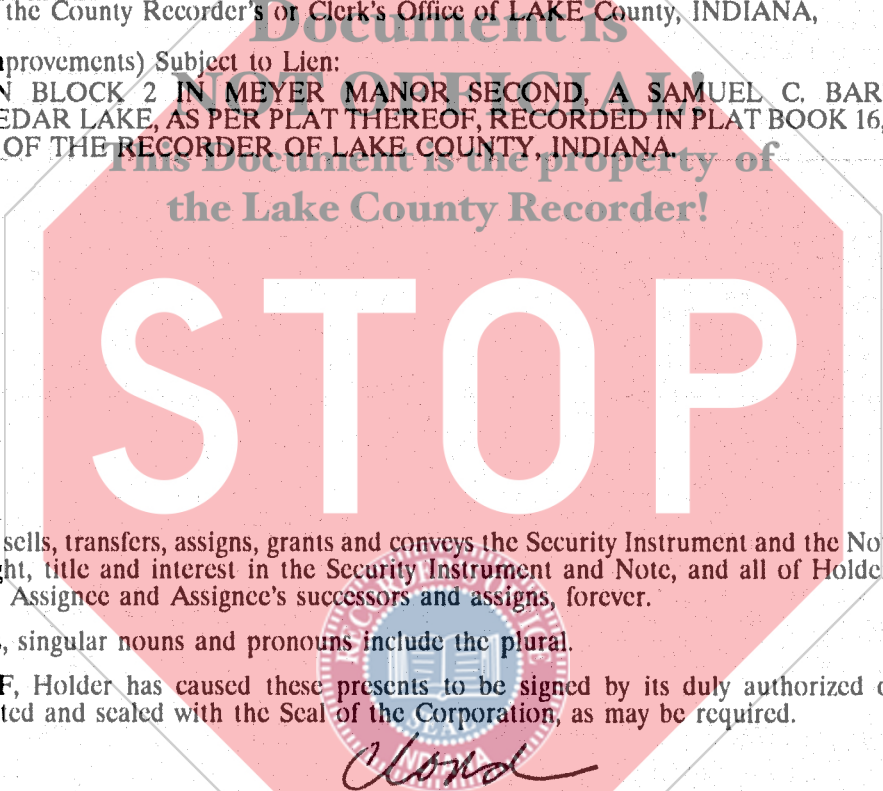 the County Recorder's or Clerk's Office of LAKE County, INDIANA,
Document is
provements) Subject to Lien:
NOT OFFICIAL!
N BLOCK 2 IN MEYER MANOR SECOND, A SAMUEL C. BAR
EDAR LAKE, AS PER PLAT THEREOF, RECORDED IN PLAT BOOK 16,
OF THE RECORDER OF LAKE COUNTY, INDIANA.
This Document is the property of
the Lake County Recorder!
STOP
sells, transfers, assigns, grants and conveys the Security Instrument and the No
ht, title and interest in the Security Instrument and Note, and all of Holde
Assignee and Assignee's successors and assigns, forever.
, singular nouns and pronouns include the plural.
F, Holder has caused these presents to be signed by its duly authorized
ted and sealed with the Seal of the Corporation, as may be required.
SEAL
INDIANA